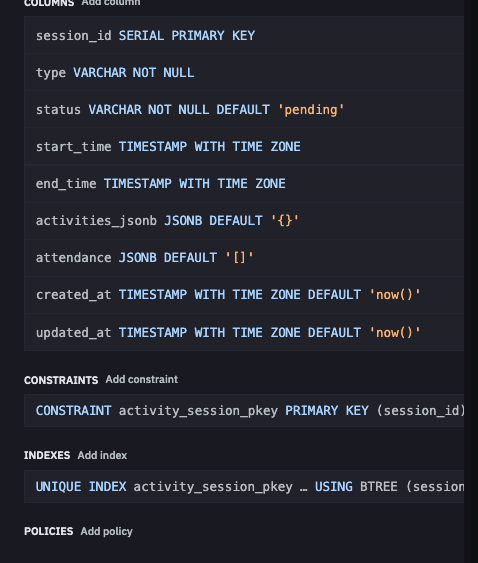 COLUMNS Add column
session_id SERIAL PRIMARY KEY
type VARCHAR NOT NULL
status VARCHAR NOT NULL DEFAULT 'pending'
start_time TIMESTAMP WITH TIME ZONE
end_time TIMESTAMP WITH TIME ZONE
activities_jsonb JSONB DEFAULT '{}'
attendance JSONB DEFAULT '[]'
created_at TIMESTAMP WITH TIME ZONE DEFAULT 'now()'
updated_at TIMESTAMP WITH TIME ZONE DEFAULT 'now()'
CONSTRAINTS Add constraint
CONSTRAINT activity_session_pkey PRIMARY KEY (session_id)
INDEXES Add index
UNIQUE INDEX activity_session_pkey … USING BTREE (session
POLICIES Add policy